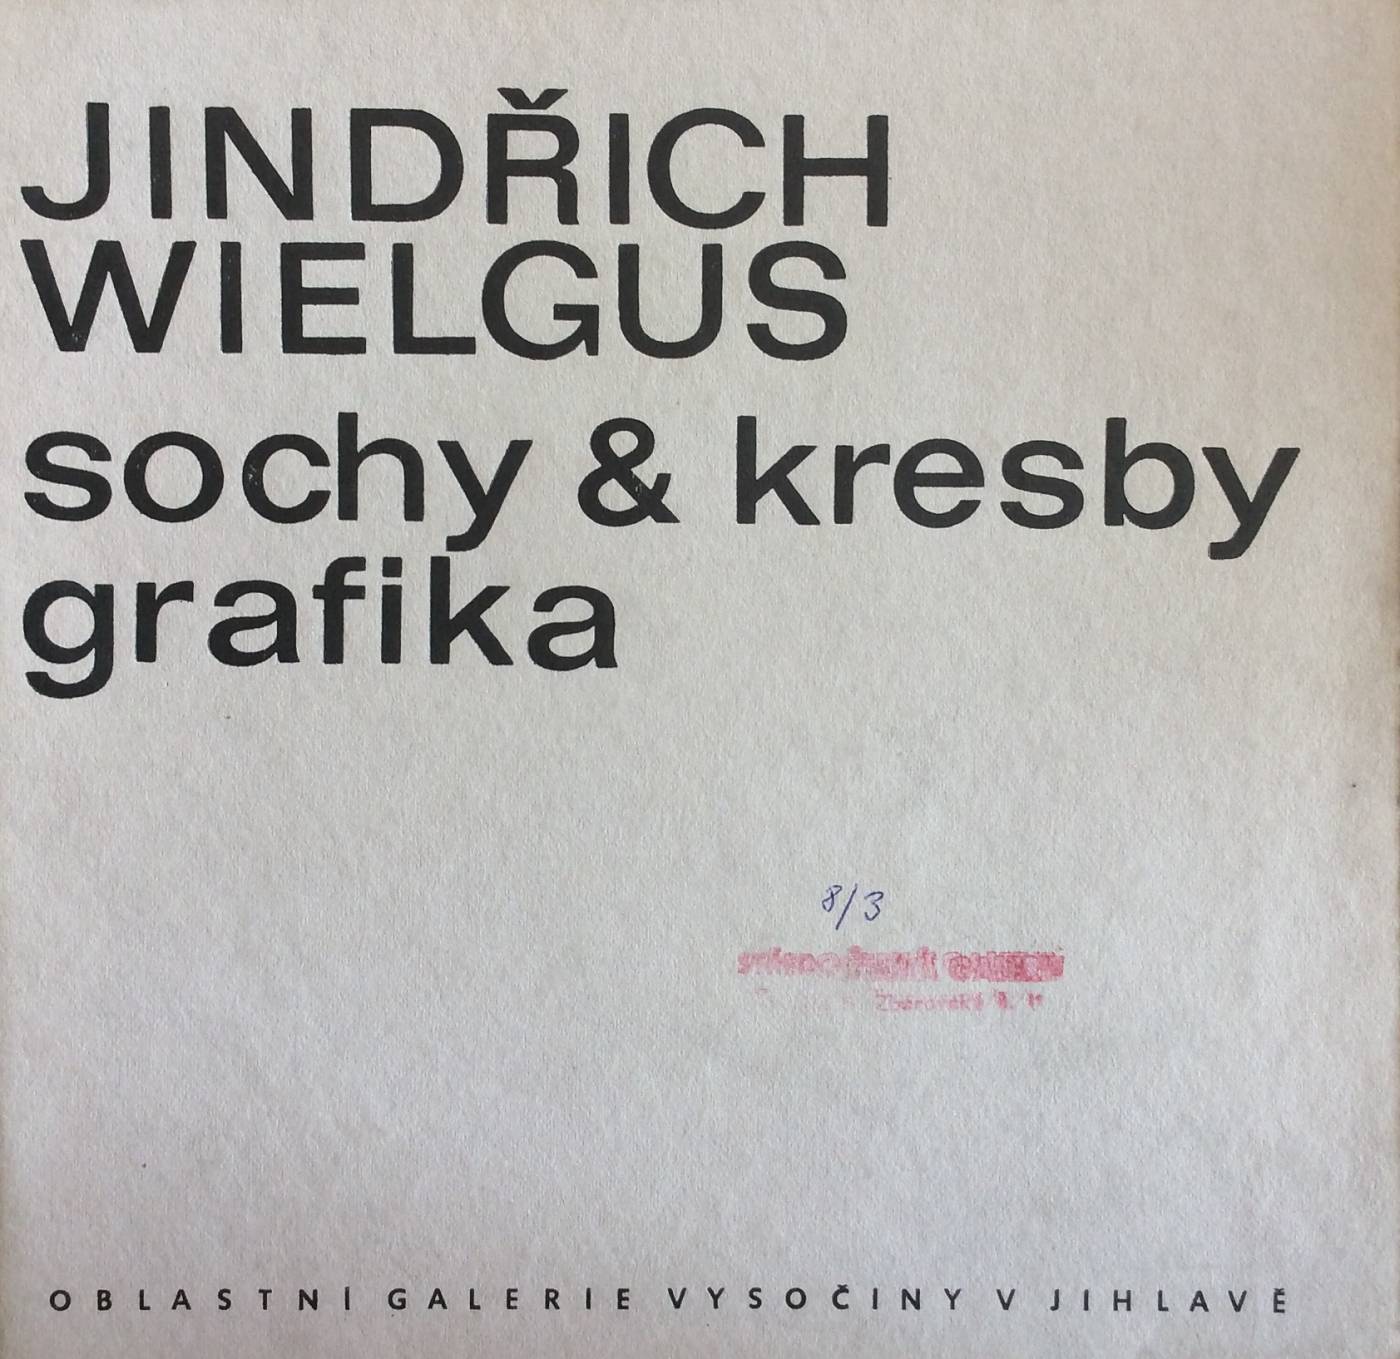 JINDŘICH
WIELGUS
sochy & kresby
grafika
8/3
OBLASTNÍ GALERIE VYSOČINY V JIHLAVĚ